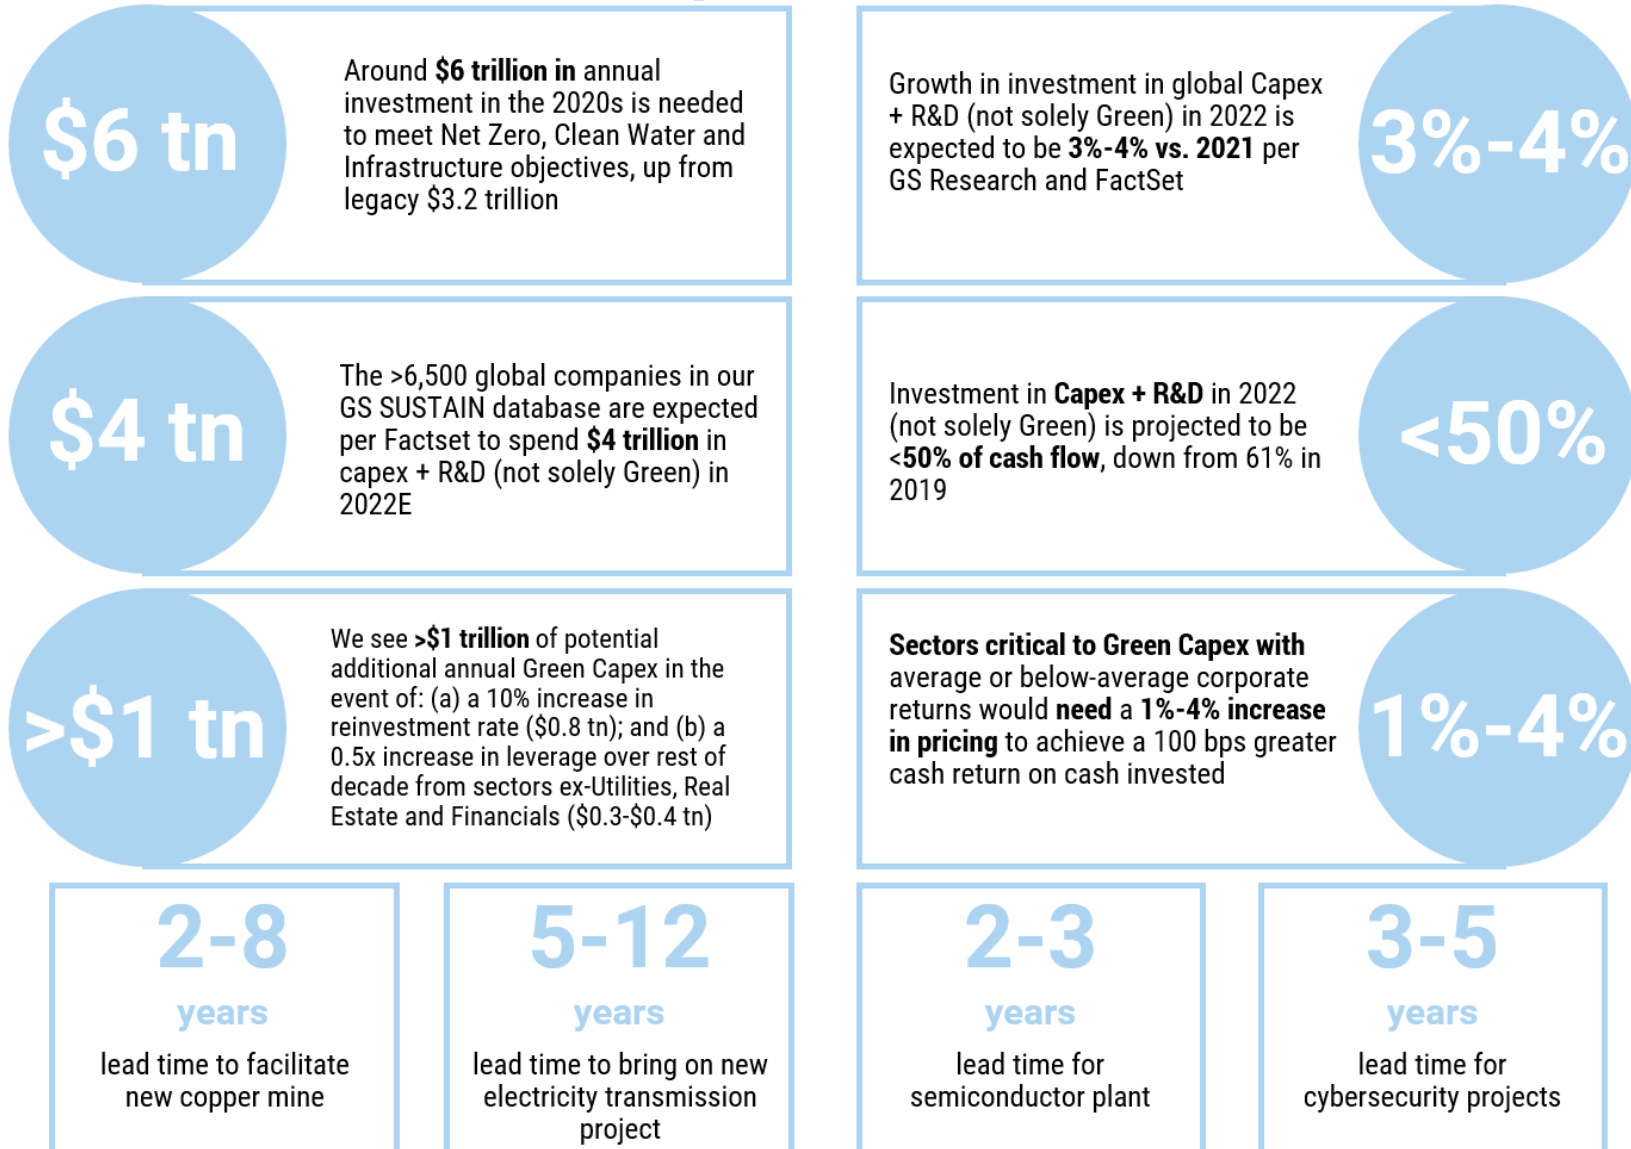 $6 tn
Around $6 trillion in annual
investment in the 2020s is needed
to meet Net Zero, Clean Water and
Infrastructure objectives, up from
legacy $3.2 trillion
Growth in investment in global Capex
+ R&D (not solely Green) in 2022 is
expected to be 3%-4% vs. 2021 per
GS Research and FactSet
3%-4%
$4 tn
The >6,500 global companies in our
GS SUSTAIN database are expected
per Factset to spend $4 trillion in
capex + R&D (not solely Green) in
2022E
Investment in Capex + R&D in 2022
(not solely Green) is projected to be
<50% of cash flow, down from 61% in
2019
<50%
>$1 tn
We see >$1 trillion of potential
additional annual Green Capex in the
event of: (a) a 10% increase in
reinvestment rate ($0.8 tn); and (b) a
0.5x increase in leverage over rest of
decade from sectors ex-Utilities, Real
Estate and Financials ($0.3-$0.4 tn)
Sectors critical to Green Capex with
average or below-average corporate
returns would need a 1%-4% increase
in pricing to achieve a 100 bps greater
cash return on cash invested
1%-4%
2-8
years
lead time to facilitate
new copper mine
5-12
years
lead time to bring on new
electricity transmission
project
2-3
years
lead time for
semiconductor plant
3-5
years
lead time for
cybersecurity projects